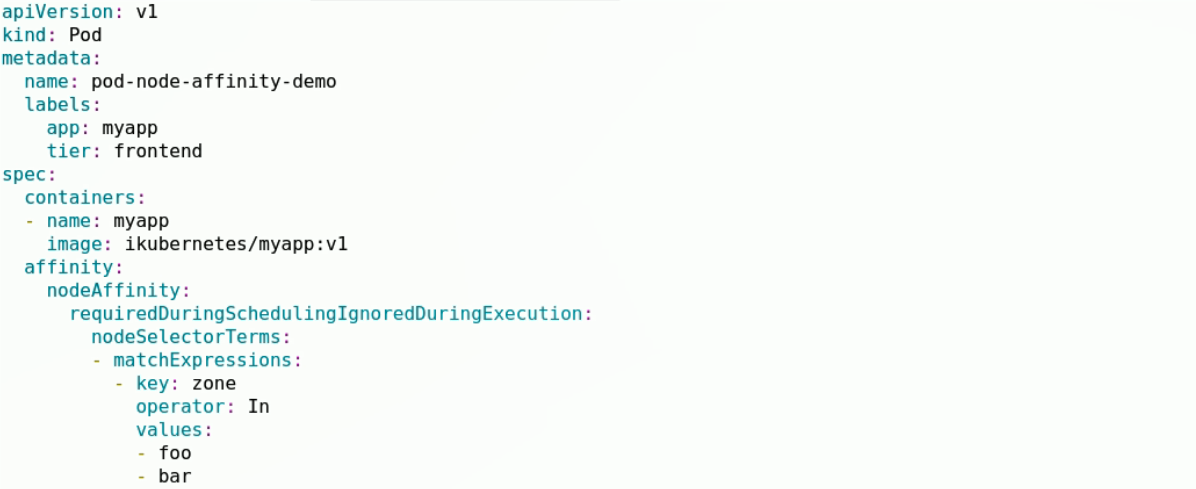 apiVersion: v1
kind: Pod
metadata:
  name: pod-node-affinity-demo
  labels:
    app: myapp
    tier: frontend
spec:
  containers:
  - name: myapp
    image: ikubernetes/myapp:v1
  affinity:
    nodeAffinity:
      requiredDuringSchedulingIgnoredDuringExecution:
        nodeSelectorTerms:
        - matchExpressions:
          - key: zone
            operator: In
            values:
            - foo
            - bar